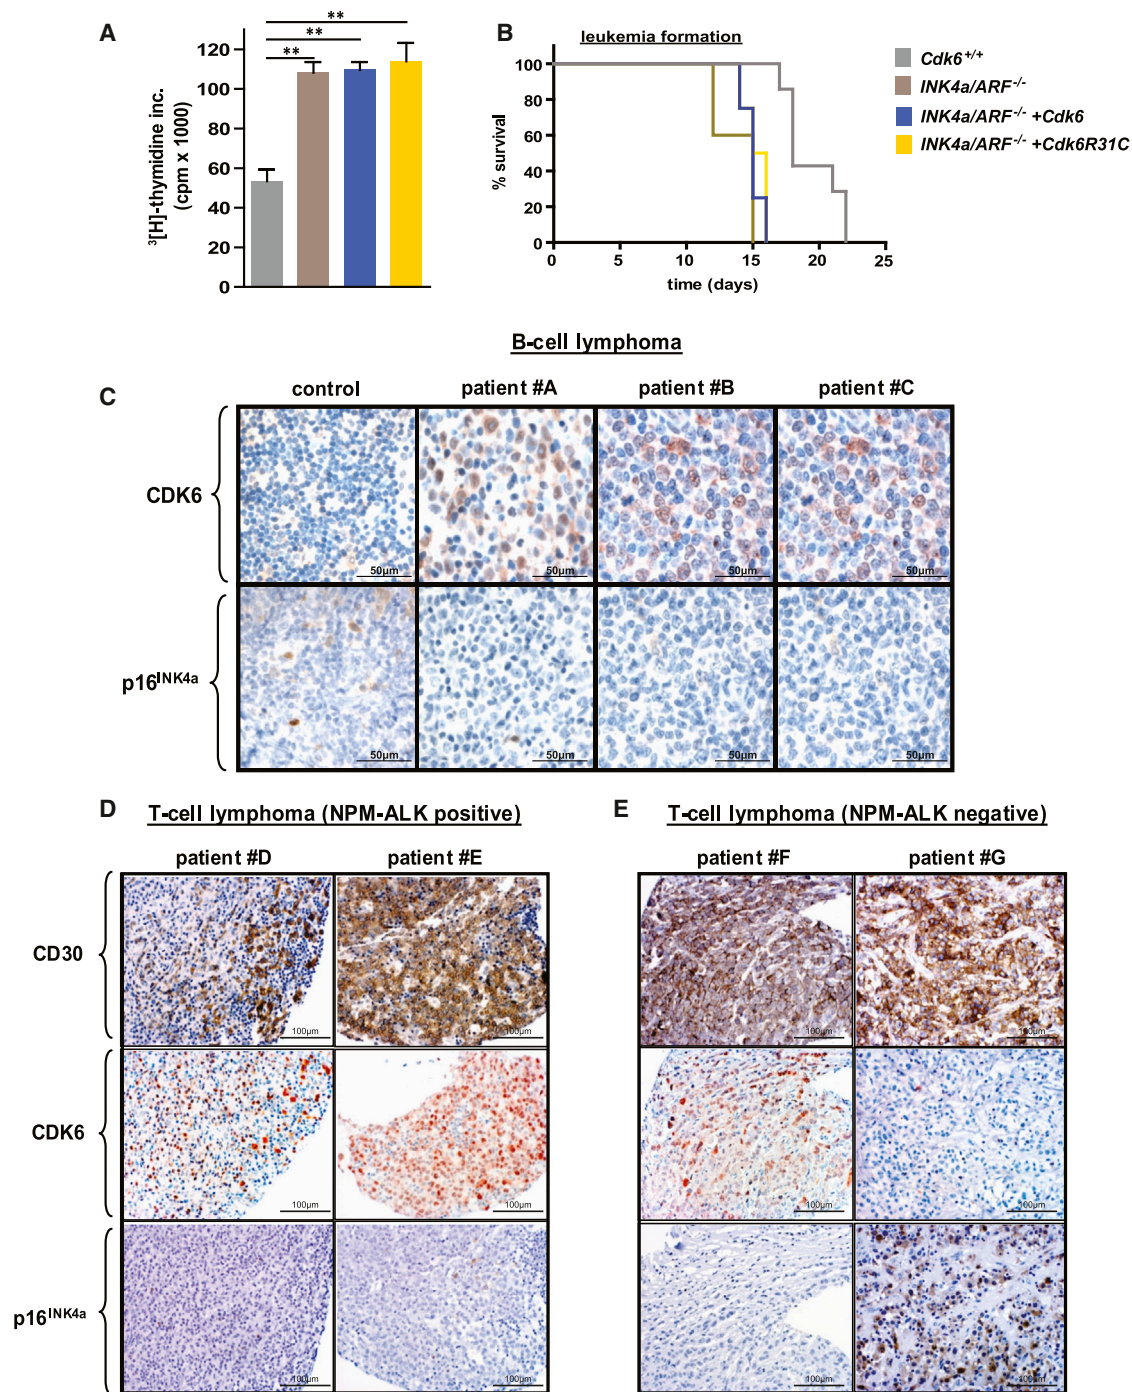 A
**
**
**
120
100
80
60
40
20
0
³[H]-thymidine inc.
(cpm x 1000)
B
leukemia formation
100
80
60
40
20
0
% survival
0 5 10 15 20 25
time (days)
Cdk6+/+
INK4a/ARF-/-
INK4a/ARF-/- +Cdk6
INK4a/ARF-/- +Cdk6R31C
B-cell lymphoma
C
control patient #A patient #B patient #C
CDK6
50µm 50µm 50µm 50µm
p16INK4a
50µm 50µm 50µm 50µm
D T-cell lymphoma (NPM-ALK positive)
patient #D patient #E
CD30
100µm 100µm
CDK6
100µm 100µm
p16INK4a
100µm 100µm
E T-cell lymphoma (NPM-ALK negative)
patient #F patient #G
100µm 100µm
100µm 100µm
100µm 100µm